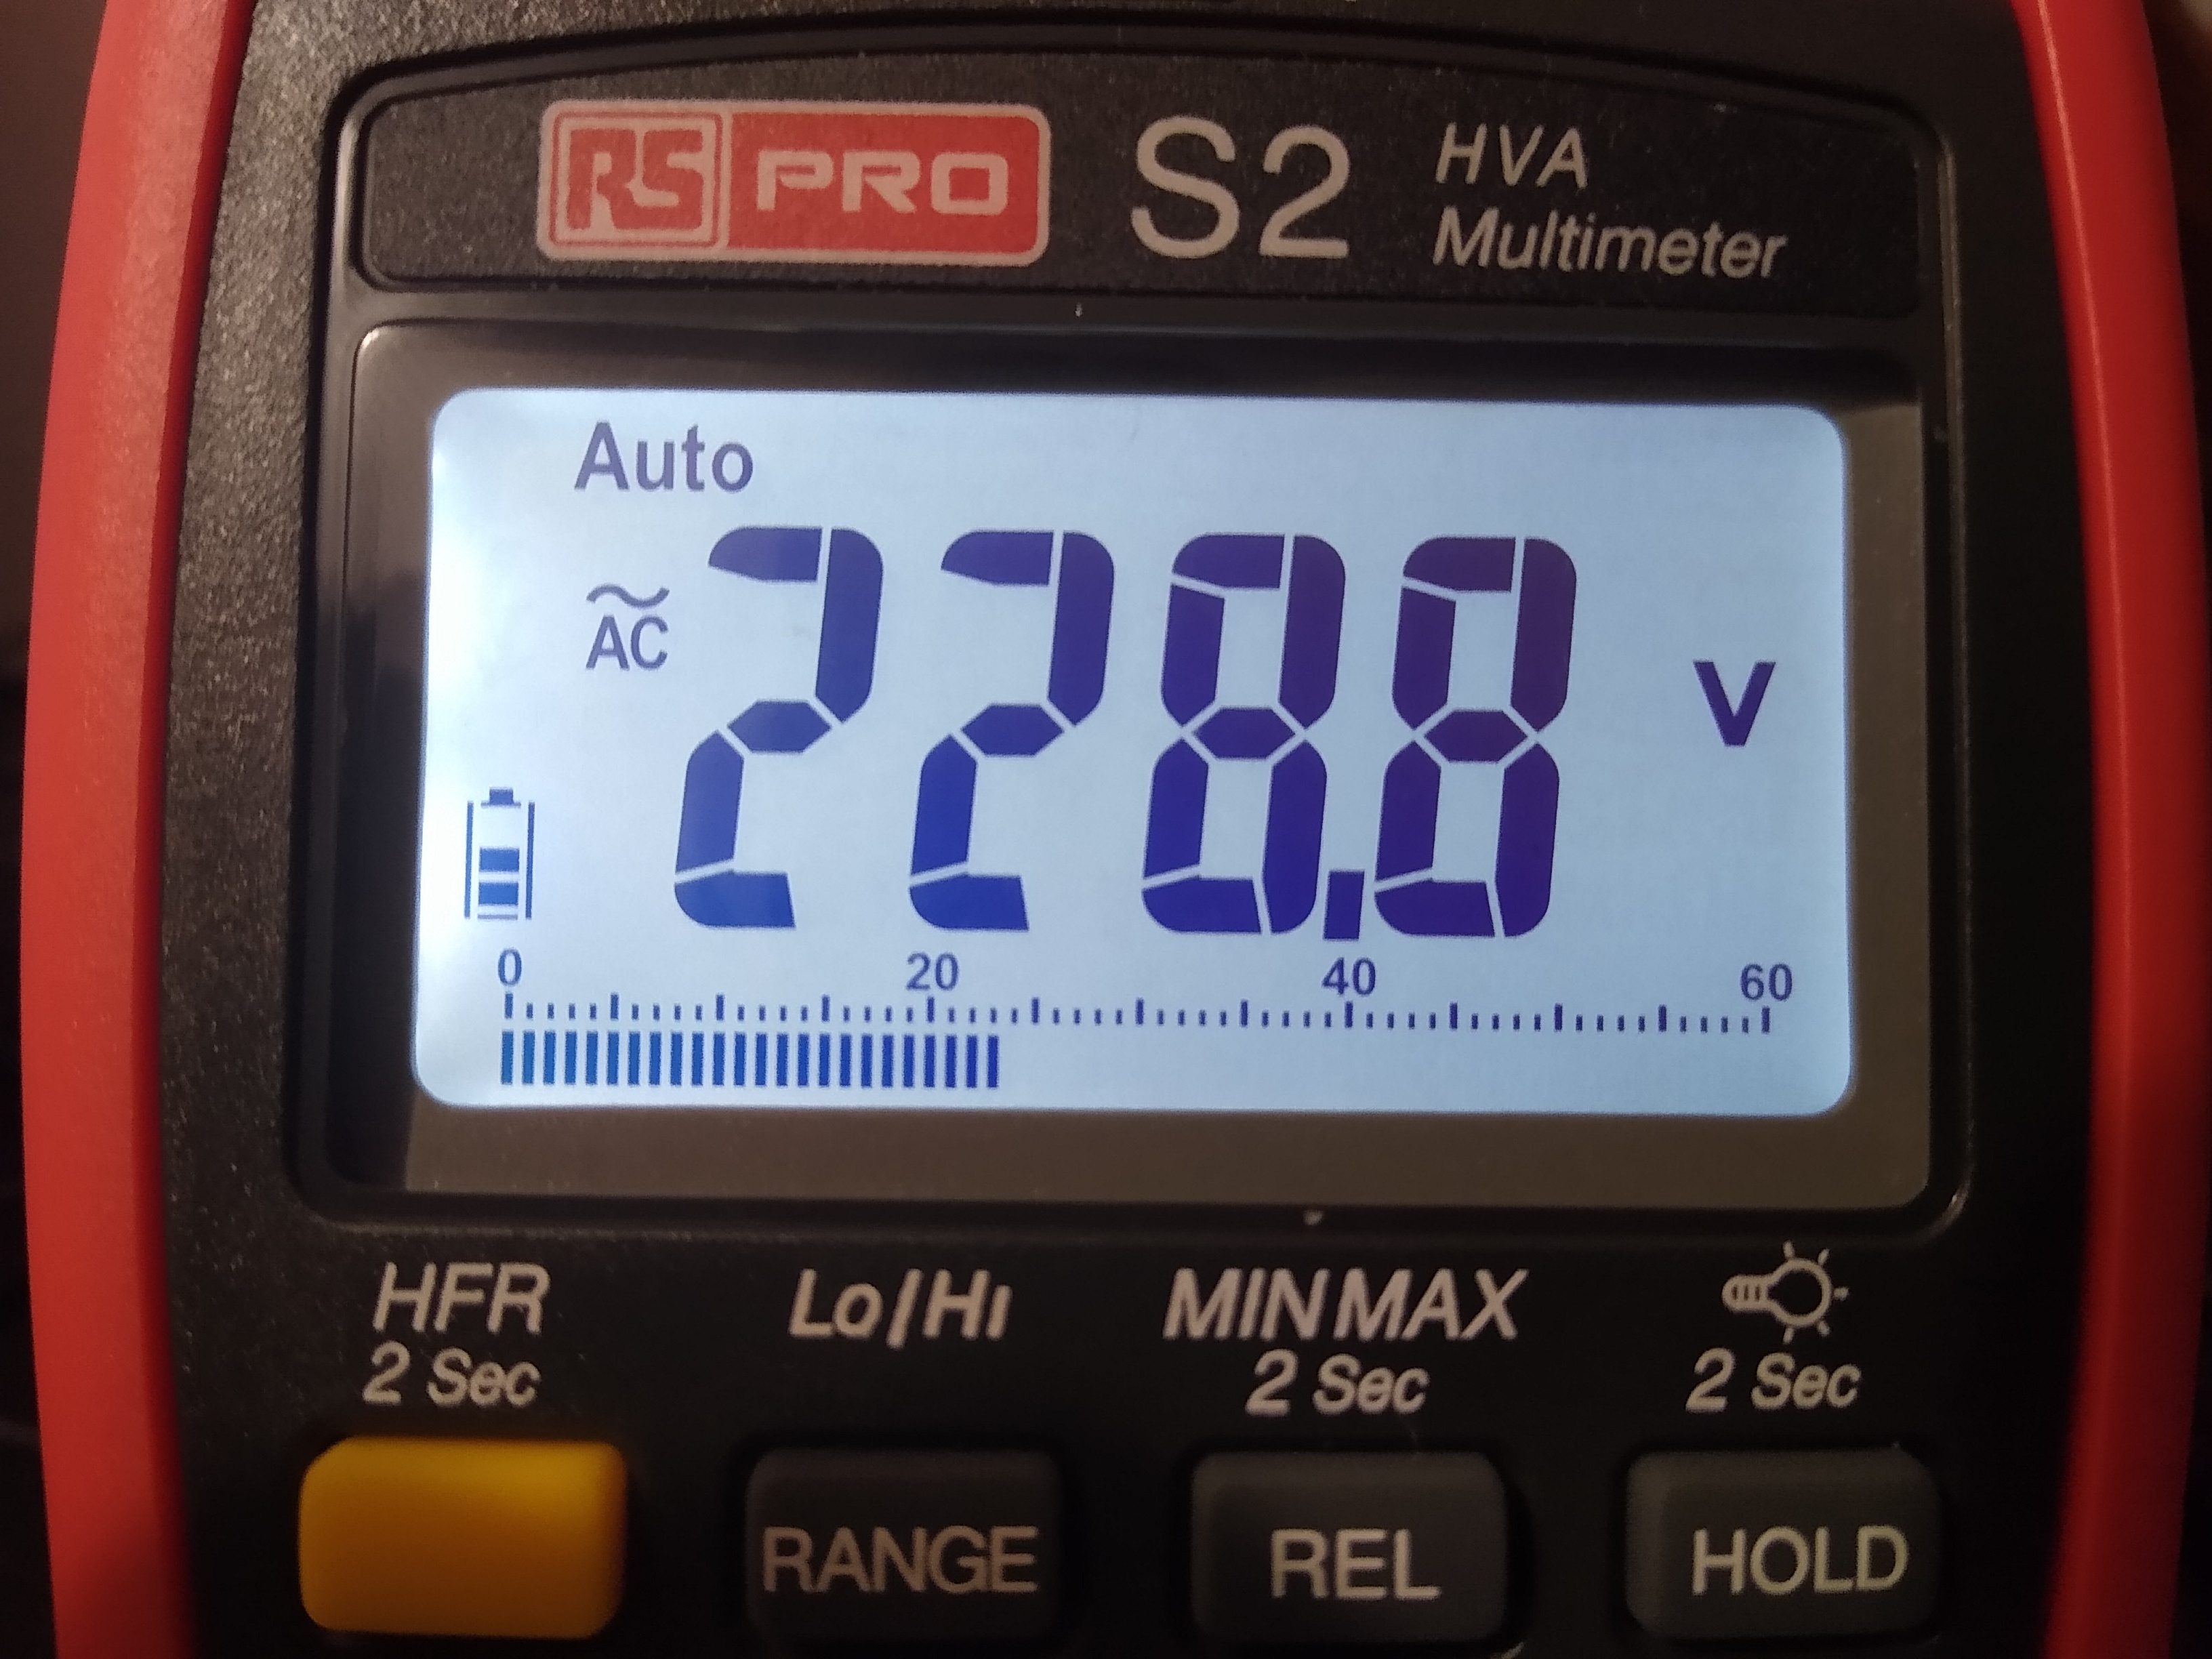 RS PRO S2 HVA
Multimeter
Auto
AC 228.8 V
0 20 40 60
HFR Lo/Hi MIN MAX
2 Sec 2 Sec 2 Sec
RANGE REL HOLD